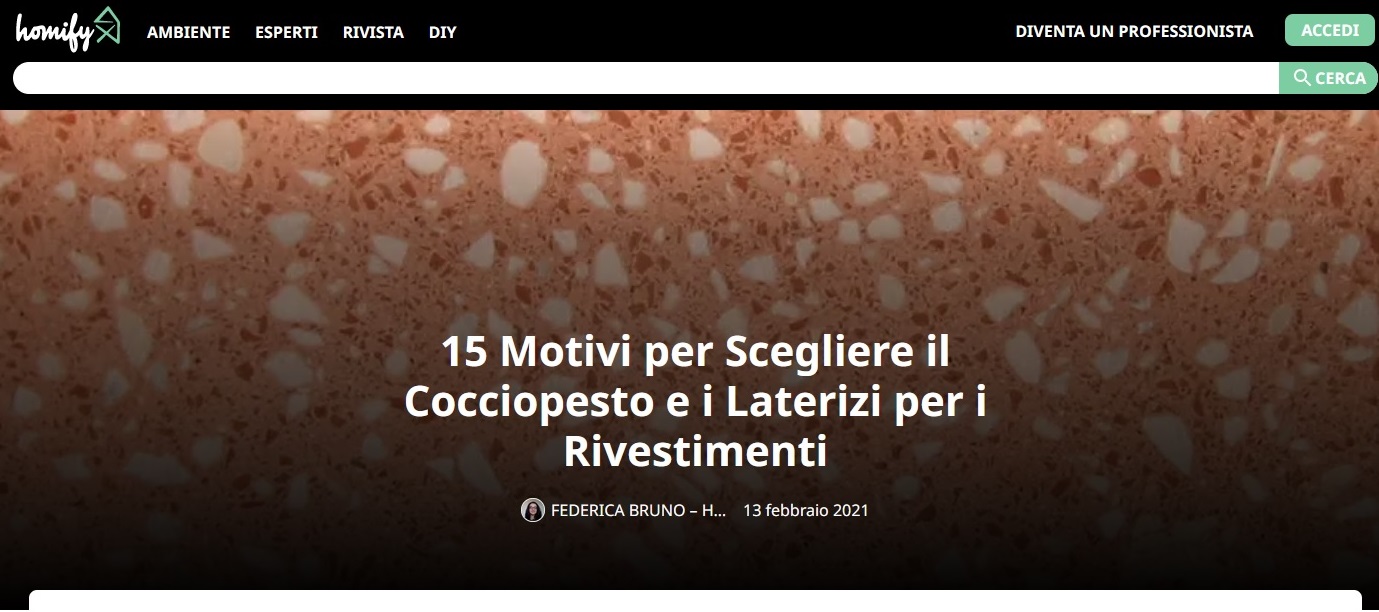 homify
AMBIENTE ESPERTI RIVISTA DIY
DIVENTA UN PROFESSIONISTA
ACCEDI
CERCA
15 Motivi per Scegliere il
Cocciopesto e i Laterizi per i
Rivestimenti
FEDERICA BRUNO – H... 13 febbraio 2021